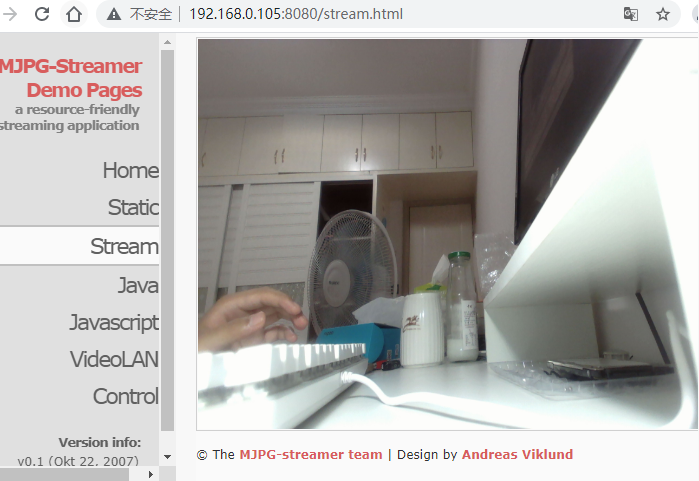 不安全 | 192.168.0.105:8080/stream.html
MJPG-Streamer
Demo Pages
a resource-friendly
streaming application
Home
Static
Stream
Java
Javascript
VideoLAN
Control
Version info:
v0.1 (Okt 22, 2007)
© The MJPG-streamer team | Design by Andreas Viklund